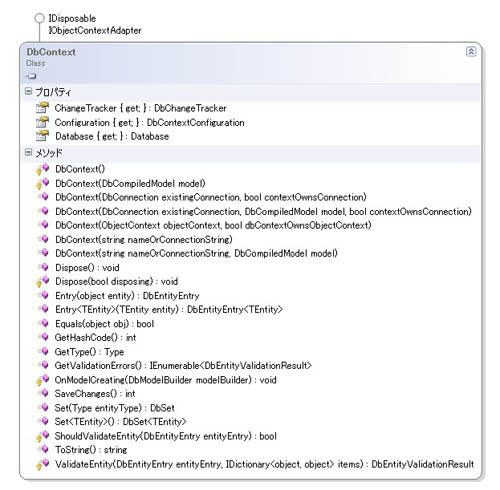 IDisposable
IObjectContextAdapter
DbContext
Class
プロパティ
ChangeTracker { get; } : DbChangeTracker
Configuration { get; } : DbContextConfiguration
Database { get; } : Database
メソッド
DbContext()
DbContext(DbCompiledModel model)
DbContext(DbConnection existingConnection, bool contextOwnsConnection)
DbContext(DbConnection existingConnection, DbCompiledModel model, bool contextOwnsConnection)
DbContext(ObjectContext objectContext, bool dbContextOwnsObjectContext)
DbContext(string nameOrConnectionString)
DbContext(string nameOrConnectionString, DbCompiledModel model)
Dispose() : void
Dispose(bool disposing) : void
Entry(object entity) : DbEntityEntry
Entry<TEntity>(TEntity entity) : DbEntityEntry<TEntity>
Equals(object obj) : bool
GetHashCode() : int
GetType() : Type
GetValidationErrors() : IEnumerable<DbEntityValidationResult>
OnModelCreating(DbModelBuilder modelBuilder) : void
SaveChanges() : int
Set(Type entityType) : DbSet
Set<TEntity>() : DbSet<TEntity>
ShouldValidateEntity(DbEntityEntry entityEntry) : bool
ToString() : string
ValidateEntity(DbEntityEntry entityEntry, IDictionary<object, object> items) : DbEntityValidationResult